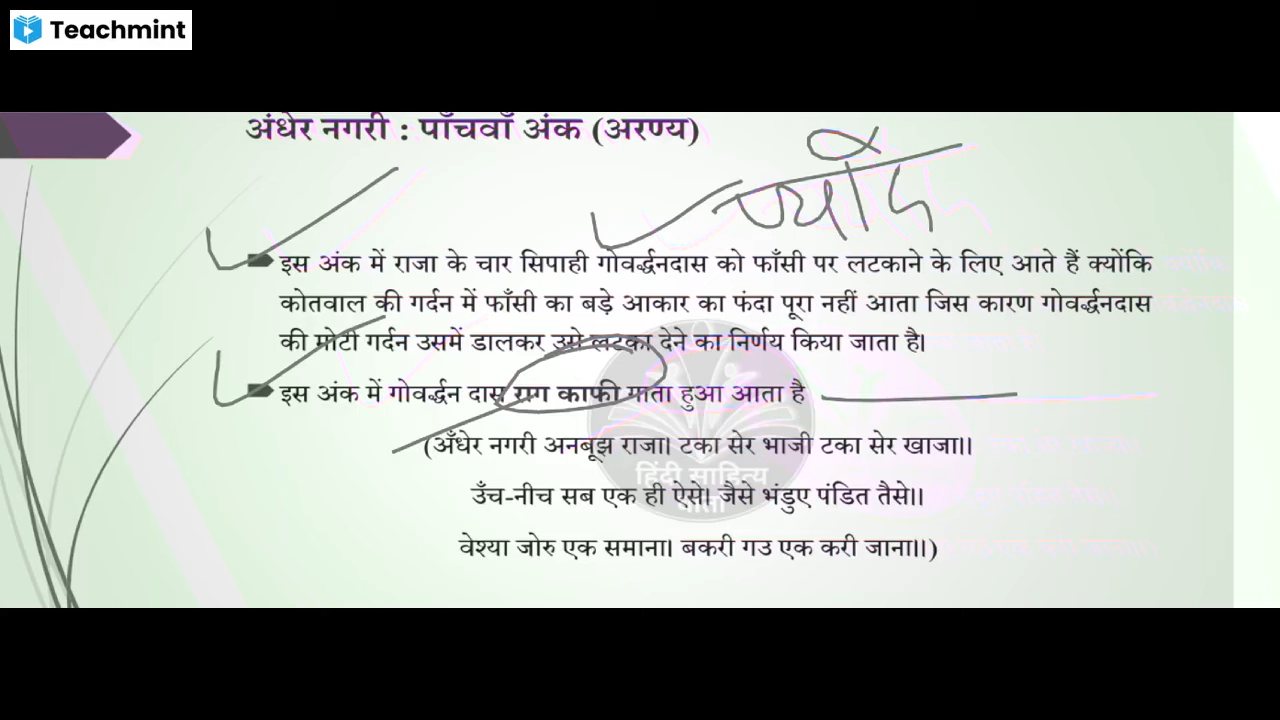 Teachmint
अंधेर नगरी : पाँचवाँ अंक (अरण्य)
इस अंक में राजा के चार सिपाही गोवर्द्धनदास को फाँसी पर लटकाने के लिए आते हैं क्योंकि
कोतवाल की गर्दन में फाँसी का बड़े आकार का फंदा पूरा नहीं आता जिस कारण गोवर्द्धनदास
की मोटी गर्दन उसमें डालकर उसे लटका देने का निर्णय किया जाता है।
इस अंक में गोवर्द्धन दास राग काफी गाता हुआ आता है
(अँधेर नगरी अनबूझ राजा। टका सेर भाजी टका सेर खाजा।।
उँच-नीच सब एक ही ऐसे। जैसे भंड़ुए पंडित तैसे।।
हिंदी साहित्य
वेश्या जोरु एक समाना। बकरी गउ एक करी जाना।।)